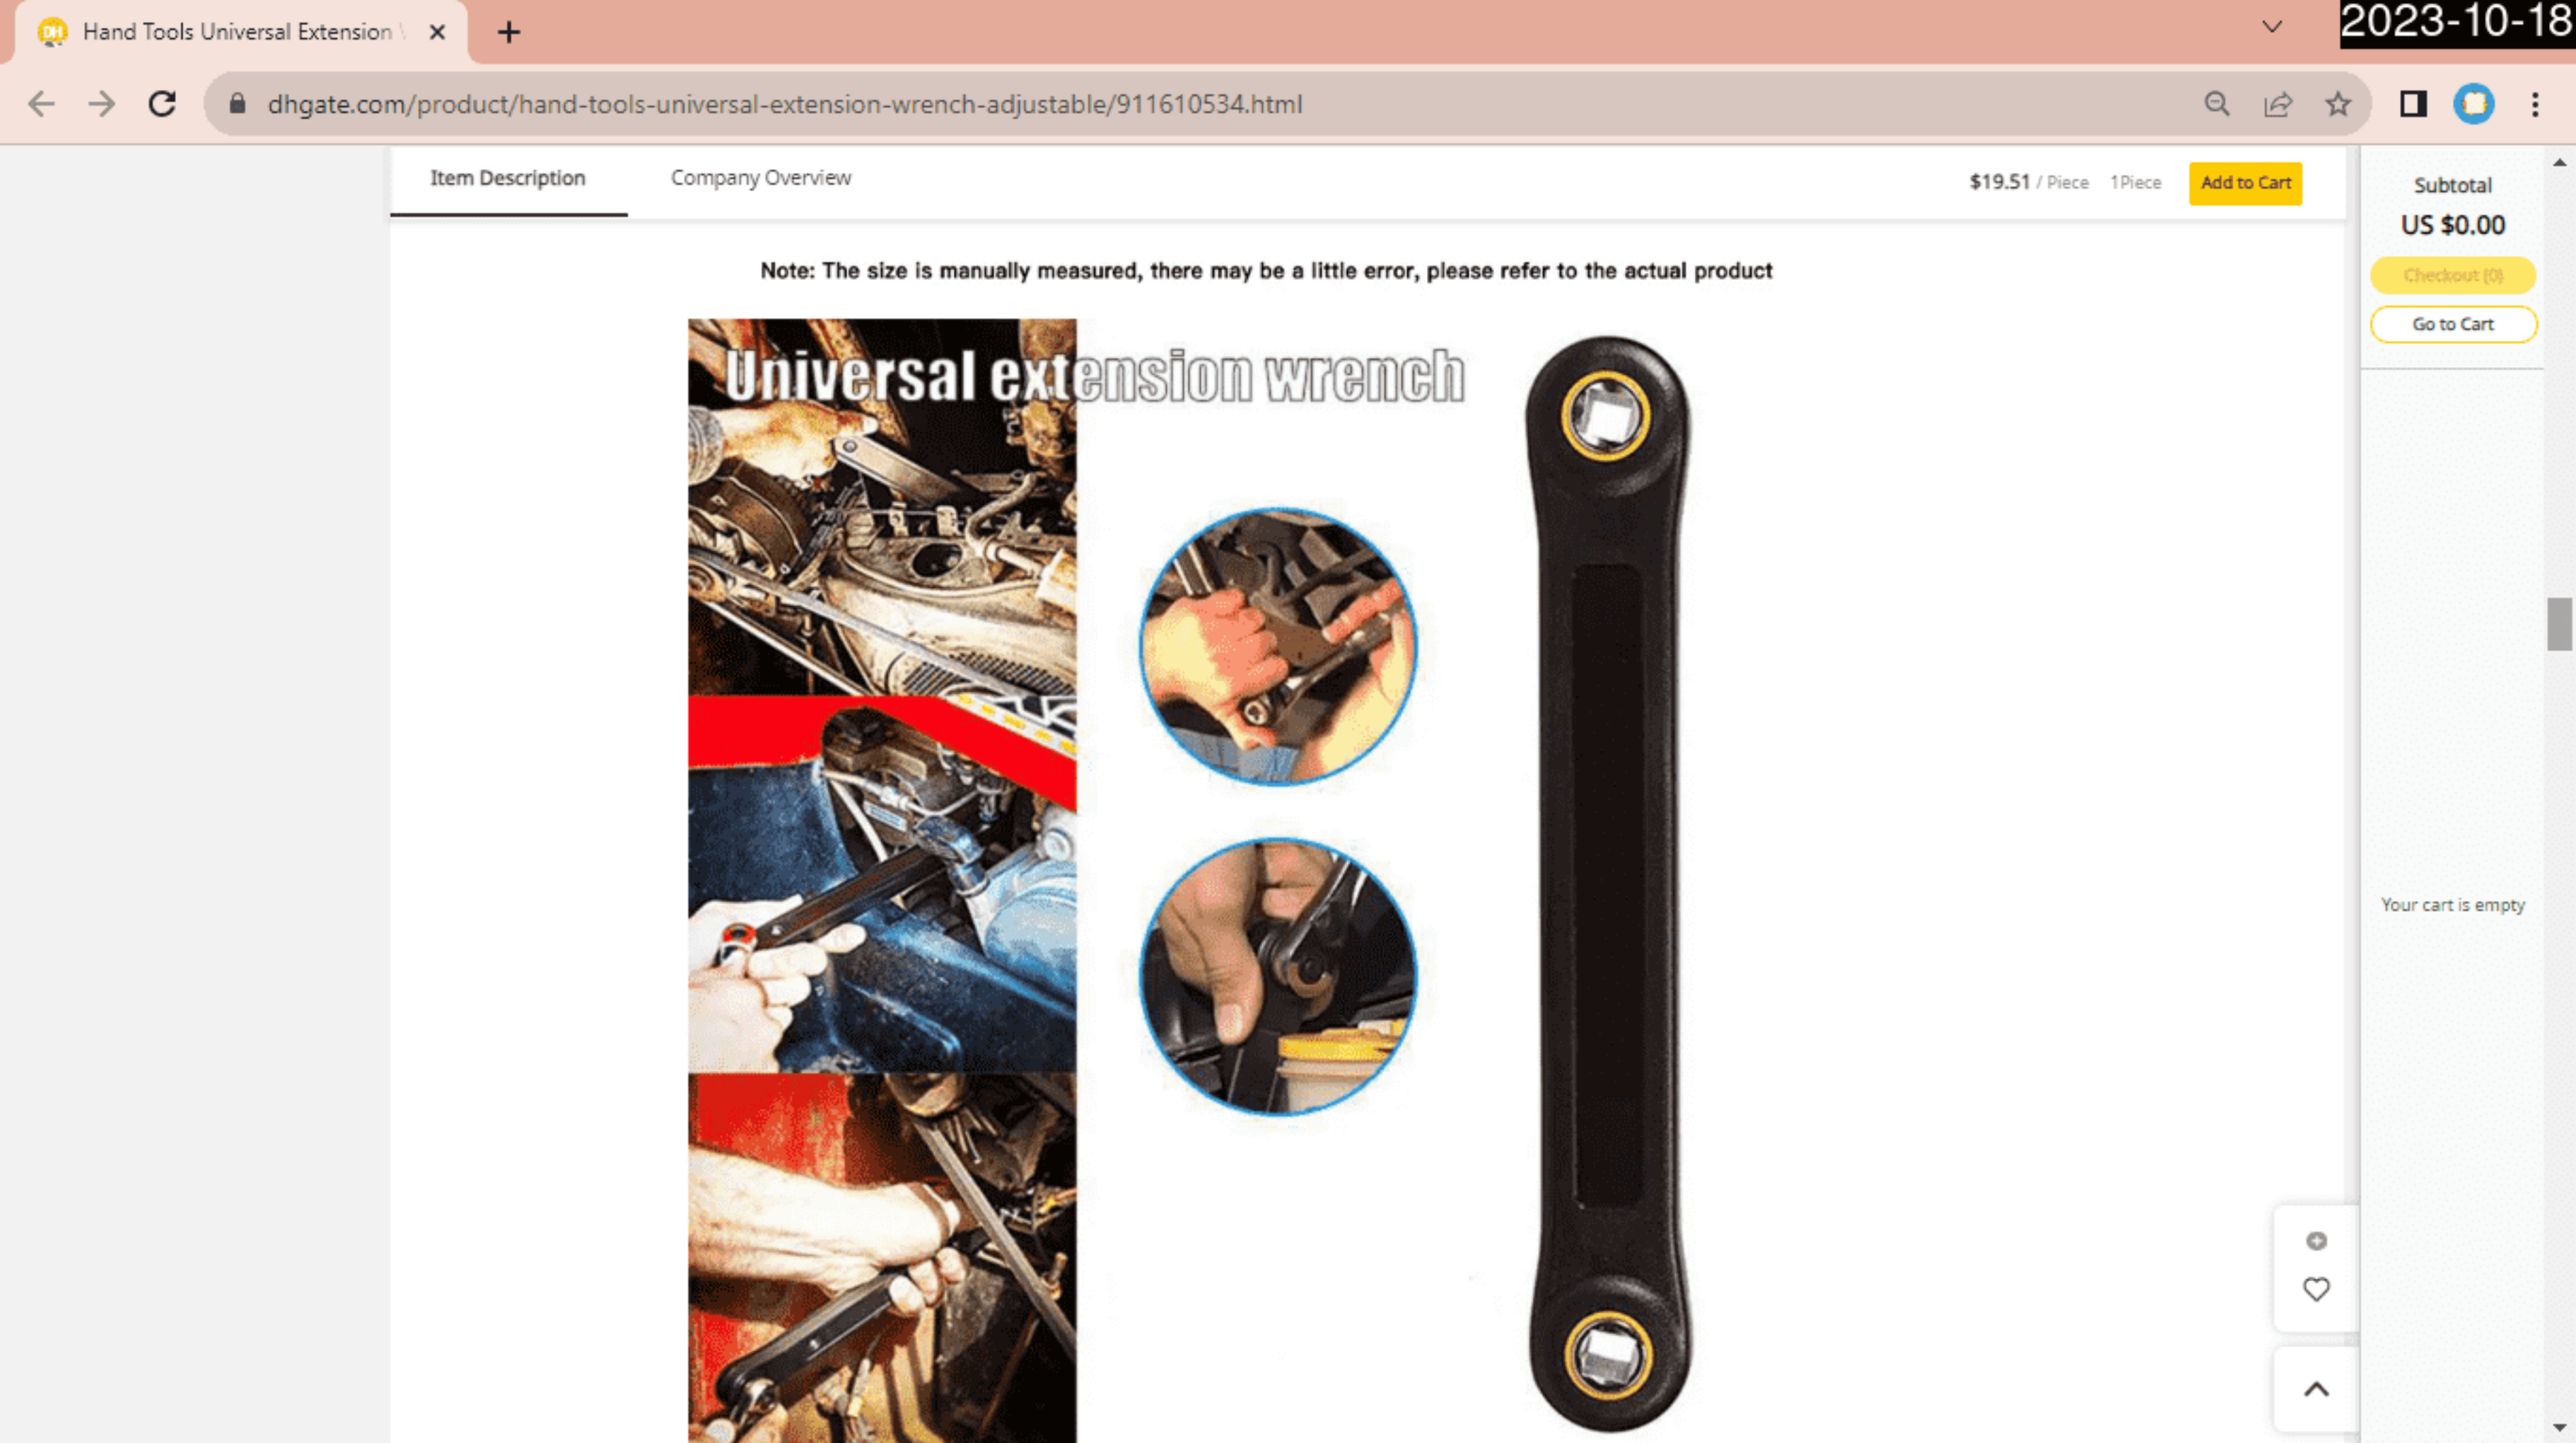 Hand Tools Universal Extension
2023-10-18
dhgate.com/product/hand-tools-universal-extension-wrench-adjustable/911610534.html
Item Description
Company Overview
$19.51 / Piece 1Piece
Add to Cart
Subtotal
US $0.00
Checkout (0)
Go to Cart
Note: The size is manually measured, there may be a little error, please refer to the actual product
Universal extension wrench
Your cart is empty